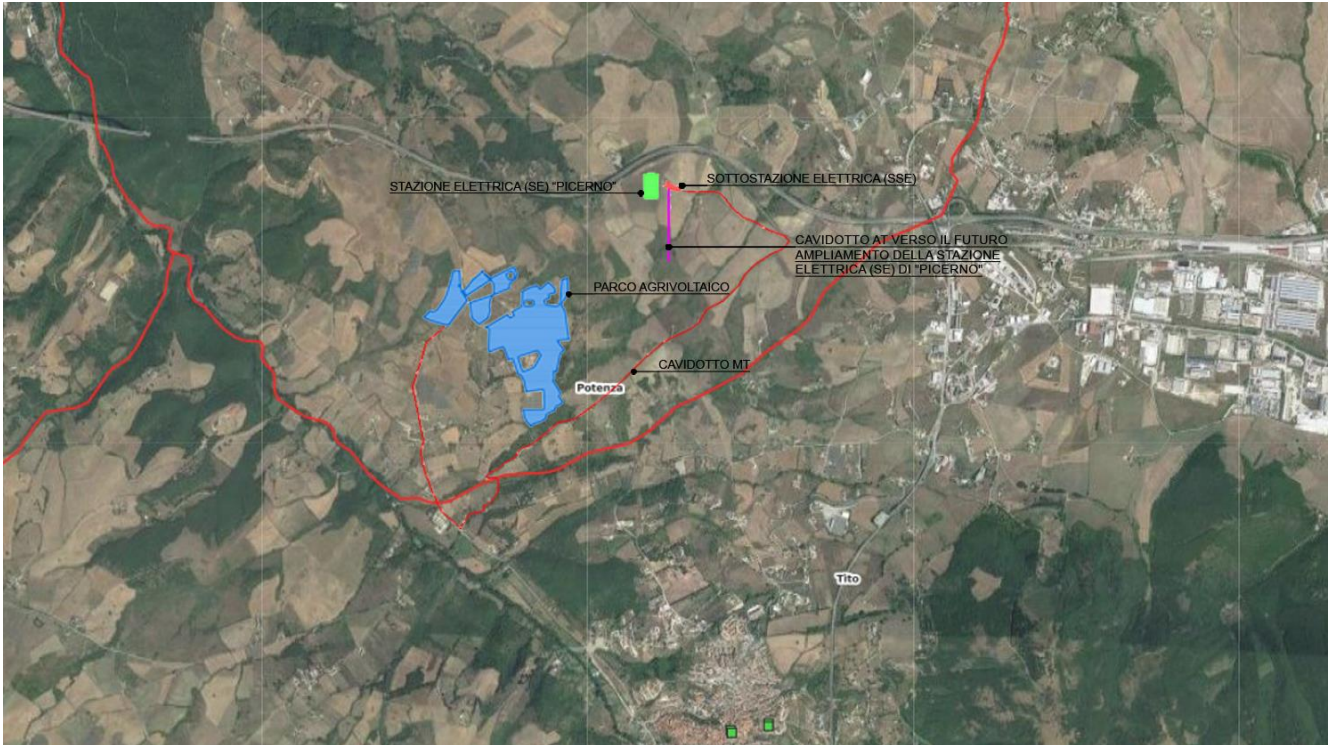 STAZIONE ELETTRICA (SE) "PICERNO"
SOTTOSTAZIONE ELETTRICA (SSE)
CAVIDOTTO AT VERSO IL FUTURO
AMPLIAMENTO DELLA STAZIONE
ELETTRICA (SE) DI "PICERNO"
PARCO AGRIVOLTAICO
CAVIDOTTO MT
Potenza
Tito